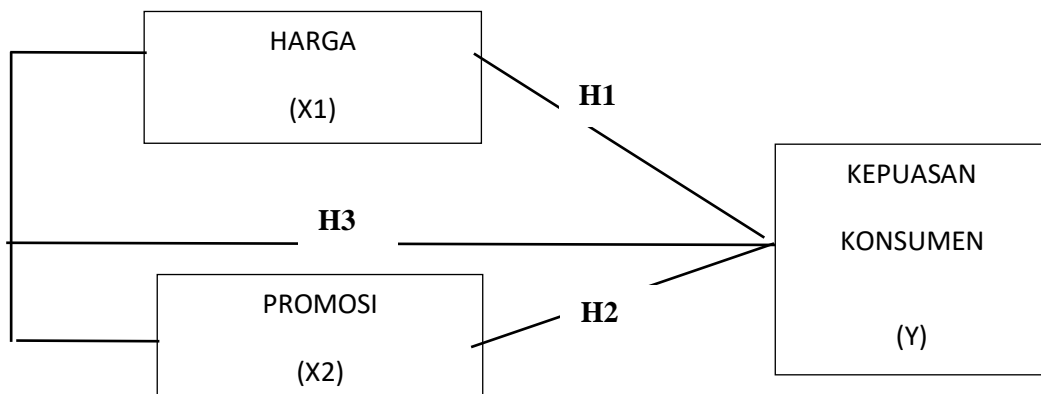 HARGA
(X1)
H1
KEPUASAN
KONSUMEN
(Y)
H3
PROMOSI
(X2)
H2